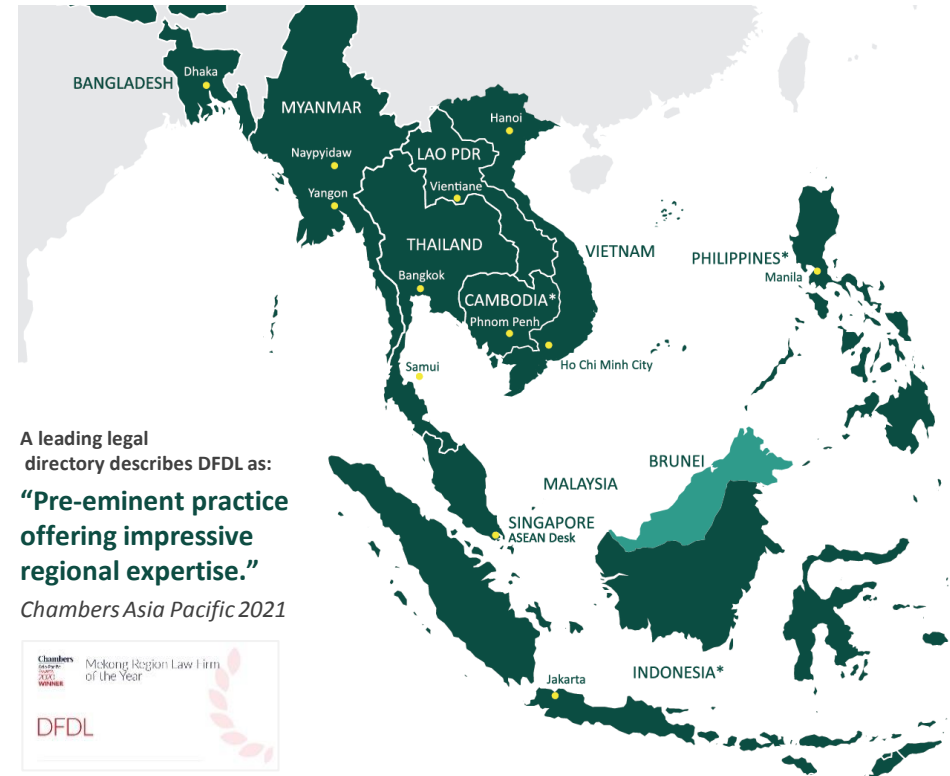 Dhaka
BANGLADESH
MYANMAR
Hanoi
Naypyidaw
LAO PDR
Yangon
Vientiane
THAILAND
VIETNAM
PHILIPPINES*
Bangkok
Manila
CAMBODIA*
Phnom Penh
Samui
Ho Chi Minh City
A leading legal
directory describes DFDL as:
“Pre-eminent practice
offering impressive
regional expertise.”
Chambers Asia Pacific 2021
BRUNEI
MALAYSIA
SINGAPORE
ASEAN Desk
INDONESIA*
Jakarta
Chambers
2020
WINNER
Mekong Region Law Firm
of the Year
DFDL